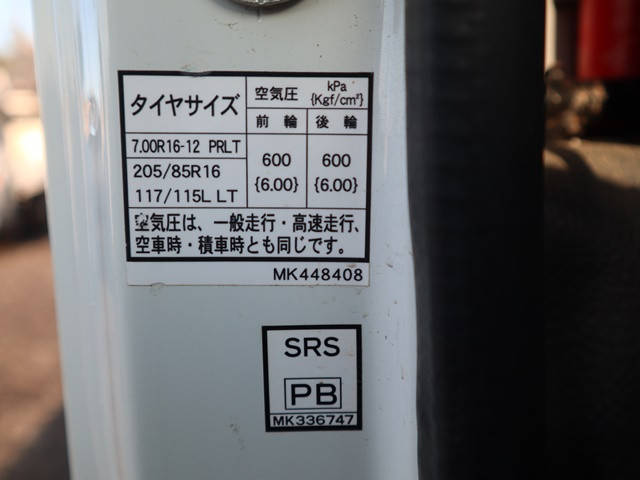 タイヤサイズ 空気圧 kPa {Kgf/cm²}
前輪 後輪
7.00R16-12 PRLT
205/85R16 117/115L LT
600 {6.00} 600 {6.00}
空気圧は、一般走行・高速走行、
空車時・積車時とも同じです。
MK448408
SRS
PB
MK336747